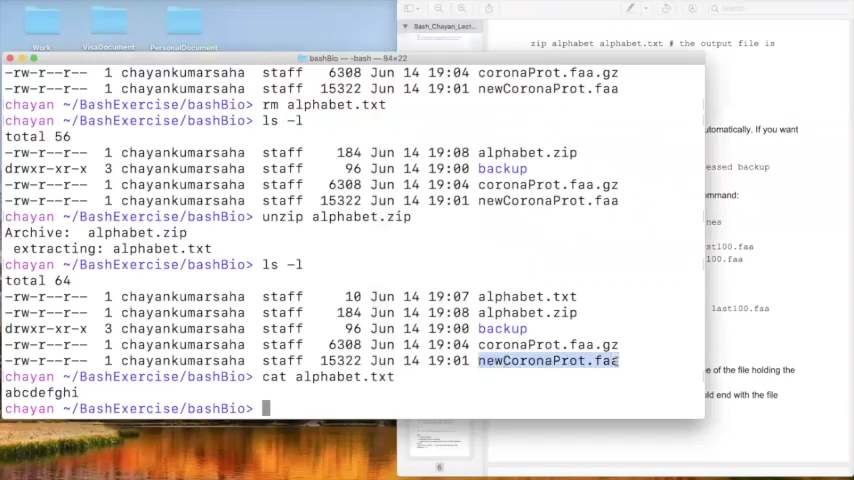 Work
VisaDocument
PersonalDocument
Bash_Chayan_Lect...
Search
zip alphabet alphabet.txt # the output file is
bashBio — -bash — 84×22
-rw-r--r-- 1 chayankumarsaha staff 6308 Jun 14 19:04 coronaProt.faa.gz
-rw-r--r-- 1 chayankumarsaha staff 15322 Jun 14 19:01 newCoronaProt.faa
chayan ~/BashExercise/bashBio> rm alphabet.txt
chayan ~/BashExercise/bashBio> ls -l
total 56
-rw-r--r-- 1 chayankumarsaha staff 184 Jun 14 19:08 alphabet.zip
drwxr-xr-x 3 chayankumarsaha staff 96 Jun 14 19:00 backup
-rw-r--r-- 1 chayankumarsaha staff 6308 Jun 14 19:04 coronaProt.faa.gz
-rw-r--r-- 1 chayankumarsaha staff 15322 Jun 14 19:01 newCoronaProt.faa
chayan ~/BashExercise/bashBio> unzip alphabet.zip
Archive:  alphabet.zip
 extracting: alphabet.txt
chayan ~/BashExercise/bashBio> ls -l
total 64
-rw-r--r-- 1 chayankumarsaha staff 10 Jun 14 19:07 alphabet.txt
-rw-r--r-- 1 chayankumarsaha staff 184 Jun 14 19:08 alphabet.zip
drwxr-xr-x 3 chayankumarsaha staff 96 Jun 14 19:00 backup
-rw-r--r-- 1 chayankumarsaha staff 6308 Jun 14 19:04 coronaProt.faa.gz
-rw-r--r-- 1 chayankumarsaha staff 15322 Jun 14 19:01 newCoronaProt.faa
chayan ~/BashExercise/bashBio> cat alphabet.txt
abcdefghi
chayan ~/BashExercise/bashBio>
utomatically. If you want
essed backup
ommand:
nes
st100.faa
100.faa
last100.faa
e of the file holding the
uld end with the file
6